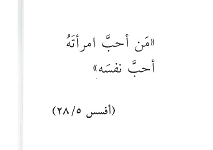 «مَن أحبَّ امرأتَهُ
أحبَّ نفسَه»
(أفسس ٢٨/٥)